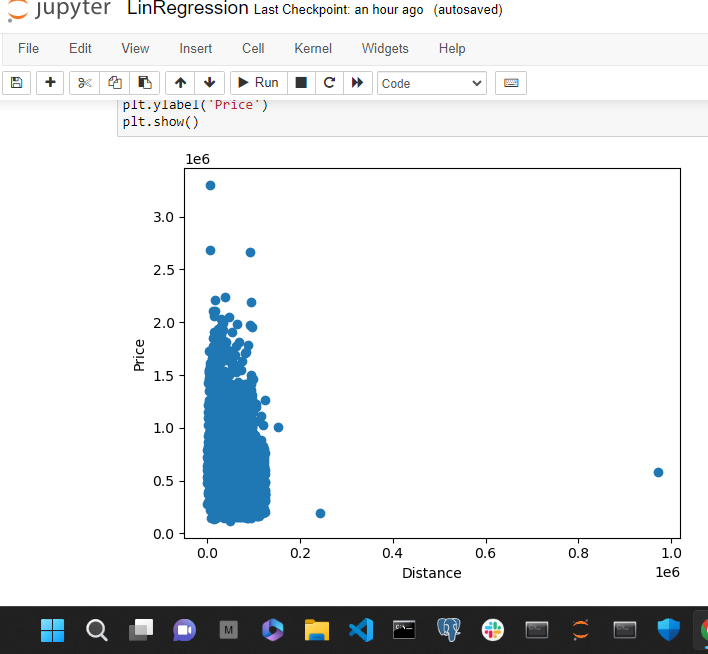 jupyter LinRegression Last Checkpoint: an hour ago (autosaved)
File Edit View Insert Cell Kernel Widgets Help
Run Code
plt.ylabel('Price')
plt.show()
1e6
3.0
2.5
2.0
1.5
1.0
0.5
0.0
Price
0.0 0.2 0.4 0.6 0.8 1.0
Distance
1e6
M